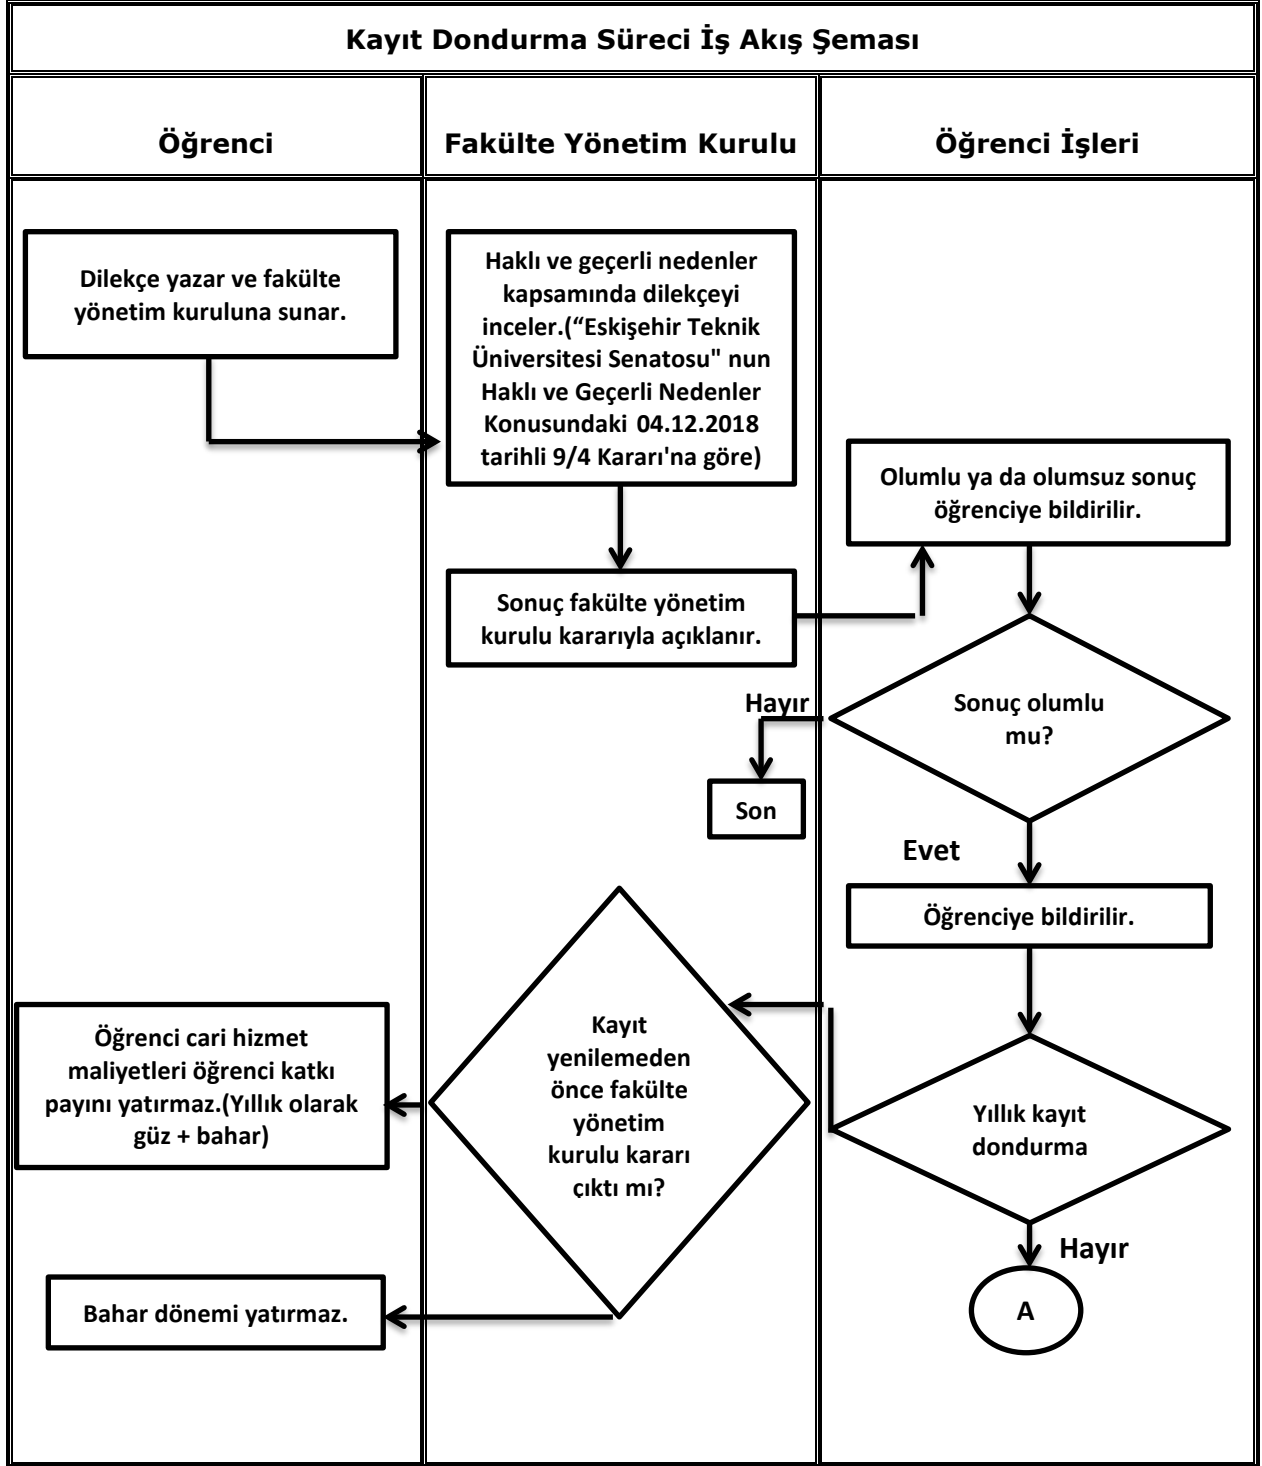 Kayıt Dondurma Süreci İş Akış Şeması
Öğrenci
Fakülte Yönetim Kurulu
Öğrenci İşleri
Dilekçe yazar ve fakülte
yönetim kuruluna sunar.
Haklı ve geçerli nedenler
kapsamında dilekçeyi
inceler.(“Eskişehir Teknik
Üniversitesi Senatosu" nun
Haklı ve Geçerli Nedenler
Konusundaki 04.12.2018
tarihli 9/4 Kararı'na göre)
Olumlu ya da olumsuz sonuç
öğrenciye bildirilir.
Sonuç fakülte yönetim
kurulu kararıyla açıklanır.
Hayır
Sonuç olumlu
mu?
Son
Evet
Öğrenciye bildirilir.
Kayıt
yenilemeden
önce fakülte
yönetim
kurulu kararı
çıktı mı?
Öğrenci cari hizmet
maliyetleri öğrenci katkı
payını yatırmaz.(Yıllık olarak
güz + bahar)
Yıllık kayıt
dondurma
Hayır
Bahar dönemi yatırmaz.
A